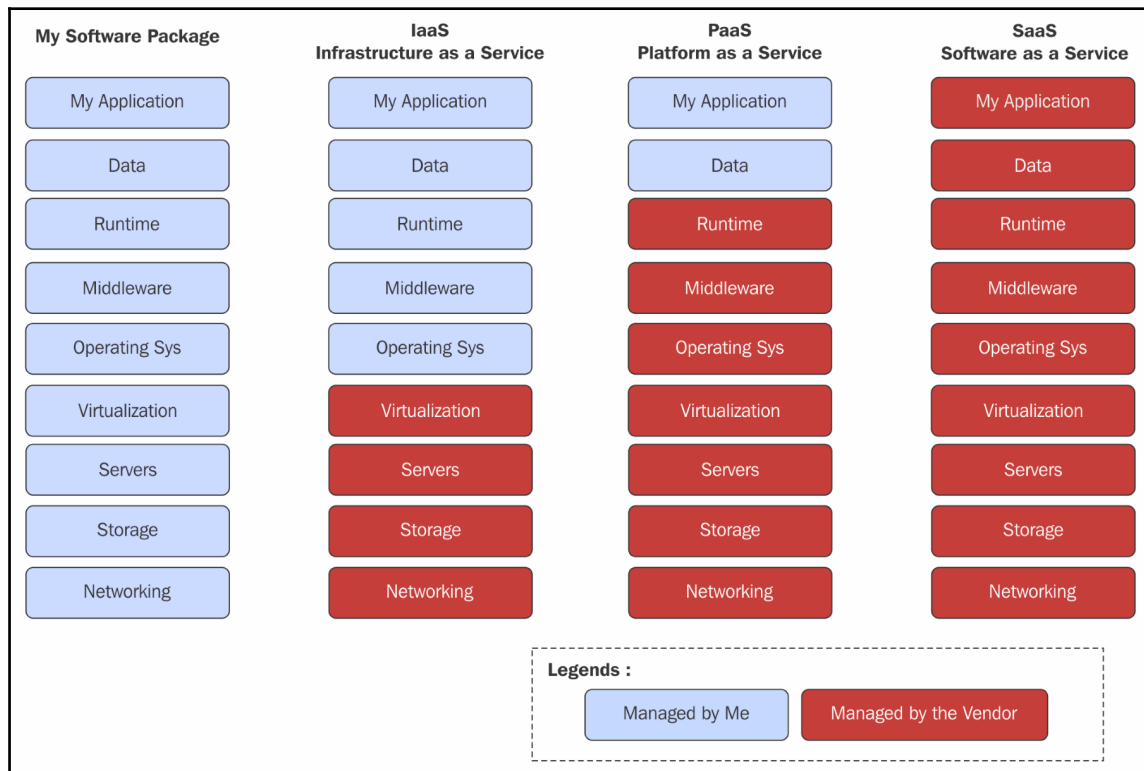 My Software Package
IaaS
Infrastructure as a Service
PaaS
Platform as a Service
SaaS
Software as a Service
My Application
My Application
My Application
My Application
Data
Data
Data
Data
Runtime
Runtime
Runtime
Runtime
Middleware
Middleware
Middleware
Middleware
Operating Sys
Operating Sys
Operating Sys
Operating Sys
Virtualization
Virtualization
Virtualization
Virtualization
Servers
Servers
Servers
Servers
Storage
Storage
Storage
Storage
Networking
Networking
Networking
Networking
Legends :
Managed by Me
Managed by the Vendor